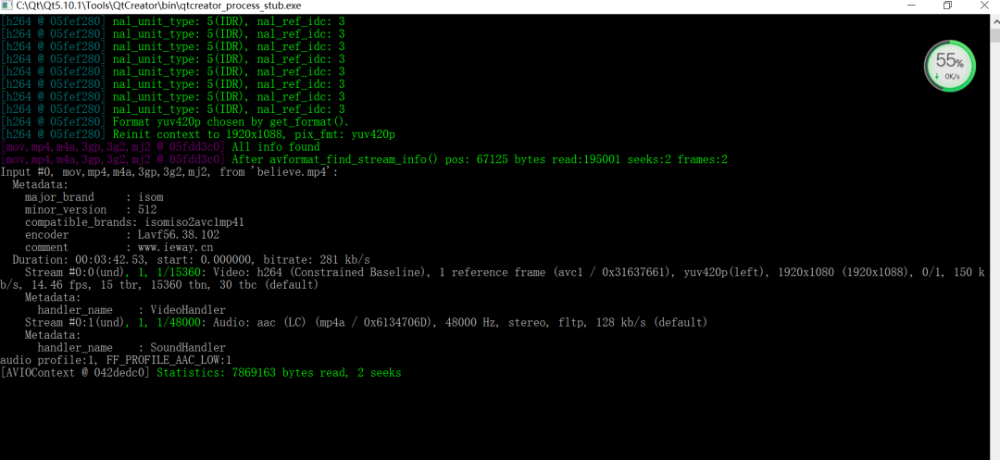 C:\Qt\Qt5.10.1\Tools\QtCreator\bin\qtcreator_process_stub.exe
[h264 @ 05fef280] nal_unit_type: 5(IDR), nal_ref_idc: 3
[h264 @ 05fef280] nal_unit_type: 5(IDR), nal_ref_idc: 3
[h264 @ 05fef280] nal_unit_type: 5(IDR), nal_ref_idc: 3
[h264 @ 05fef280] nal_unit_type: 5(IDR), nal_ref_idc: 3
[h264 @ 05fef280] nal_unit_type: 5(IDR), nal_ref_idc: 3
[h264 @ 05fef280] nal_unit_type: 5(IDR), nal_ref_idc: 3
[h264 @ 05fef280] nal_unit_type: 5(IDR), nal_ref_idc: 3
[h264 @ 05fef280] nal_unit_type: 5(IDR), nal_ref_idc: 3
[h264 @ 05fef280] Format yuv420p chosen by get_format().
[h264 @ 05fef280] Reinit context to 1920x1088, pix_fmt: yuv420p
[mov,mp4,m4a,3gp,3g2,mj2 @ 05fdd3c0] All info found
[mov,mp4,m4a,3gp,3g2,mj2 @ 05fdd3c0] After avformat_find_stream_info() pos: 67125 bytes read:195001 seeks:2 frames:2
Input #0, mov,mp4,m4a,3gp,3g2,mj2, from 'believe.mp4':
Metadata:
major_brand : isom
minor_version : 512
compatible_brands: isomiso2avc1mp41
encoder : Lavf56.38.102
comment : www.ieway.cn
Duration: 00:03:42.53, start: 0.000000, bitrate: 281 kb/s
Stream #0:0(und), 1, 1/15360: Video: h264 (Constrained Baseline), 1 reference frame (avc1 / 0x31637661), yuv420p(left), 1920x1080 (1920x1088), 0/1, 150 k
b/s, 14.46 fps, 15 tbr, 15360 tbn, 30 tbc (default)
Metadata:
handler_name : VideoHandler
Stream #0:1(und), 1, 1/48000: Audio: aac (LC) (mp4a / 0x6134706D), 48000 Hz, stereo, fltp, 128 kb/s (default)
Metadata:
handler_name : SoundHandler
audio profile:1, FF_PROFILE_AAC_LOW:1
[AVIOContext @ 042dedc0] Statistics: 7869163 bytes read, 2 seeks
55%
0K/s